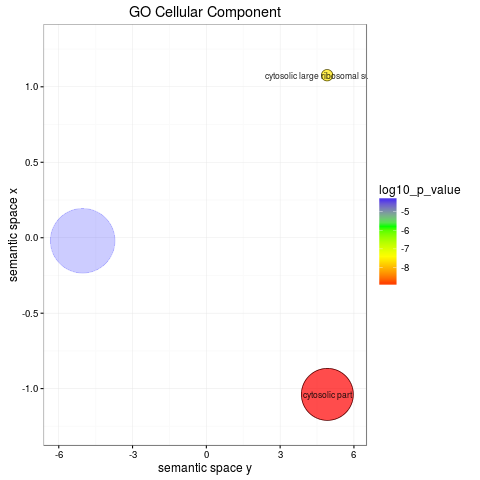 GO Cellular Component
cytosolic large ribosomal su
1.0
0.5
0.0
-0.5
-1.0
semantic space x
cytosolic part
-6
-3
0
3
6
semantic space y
log10_p_value
-5
-6
-7
-8